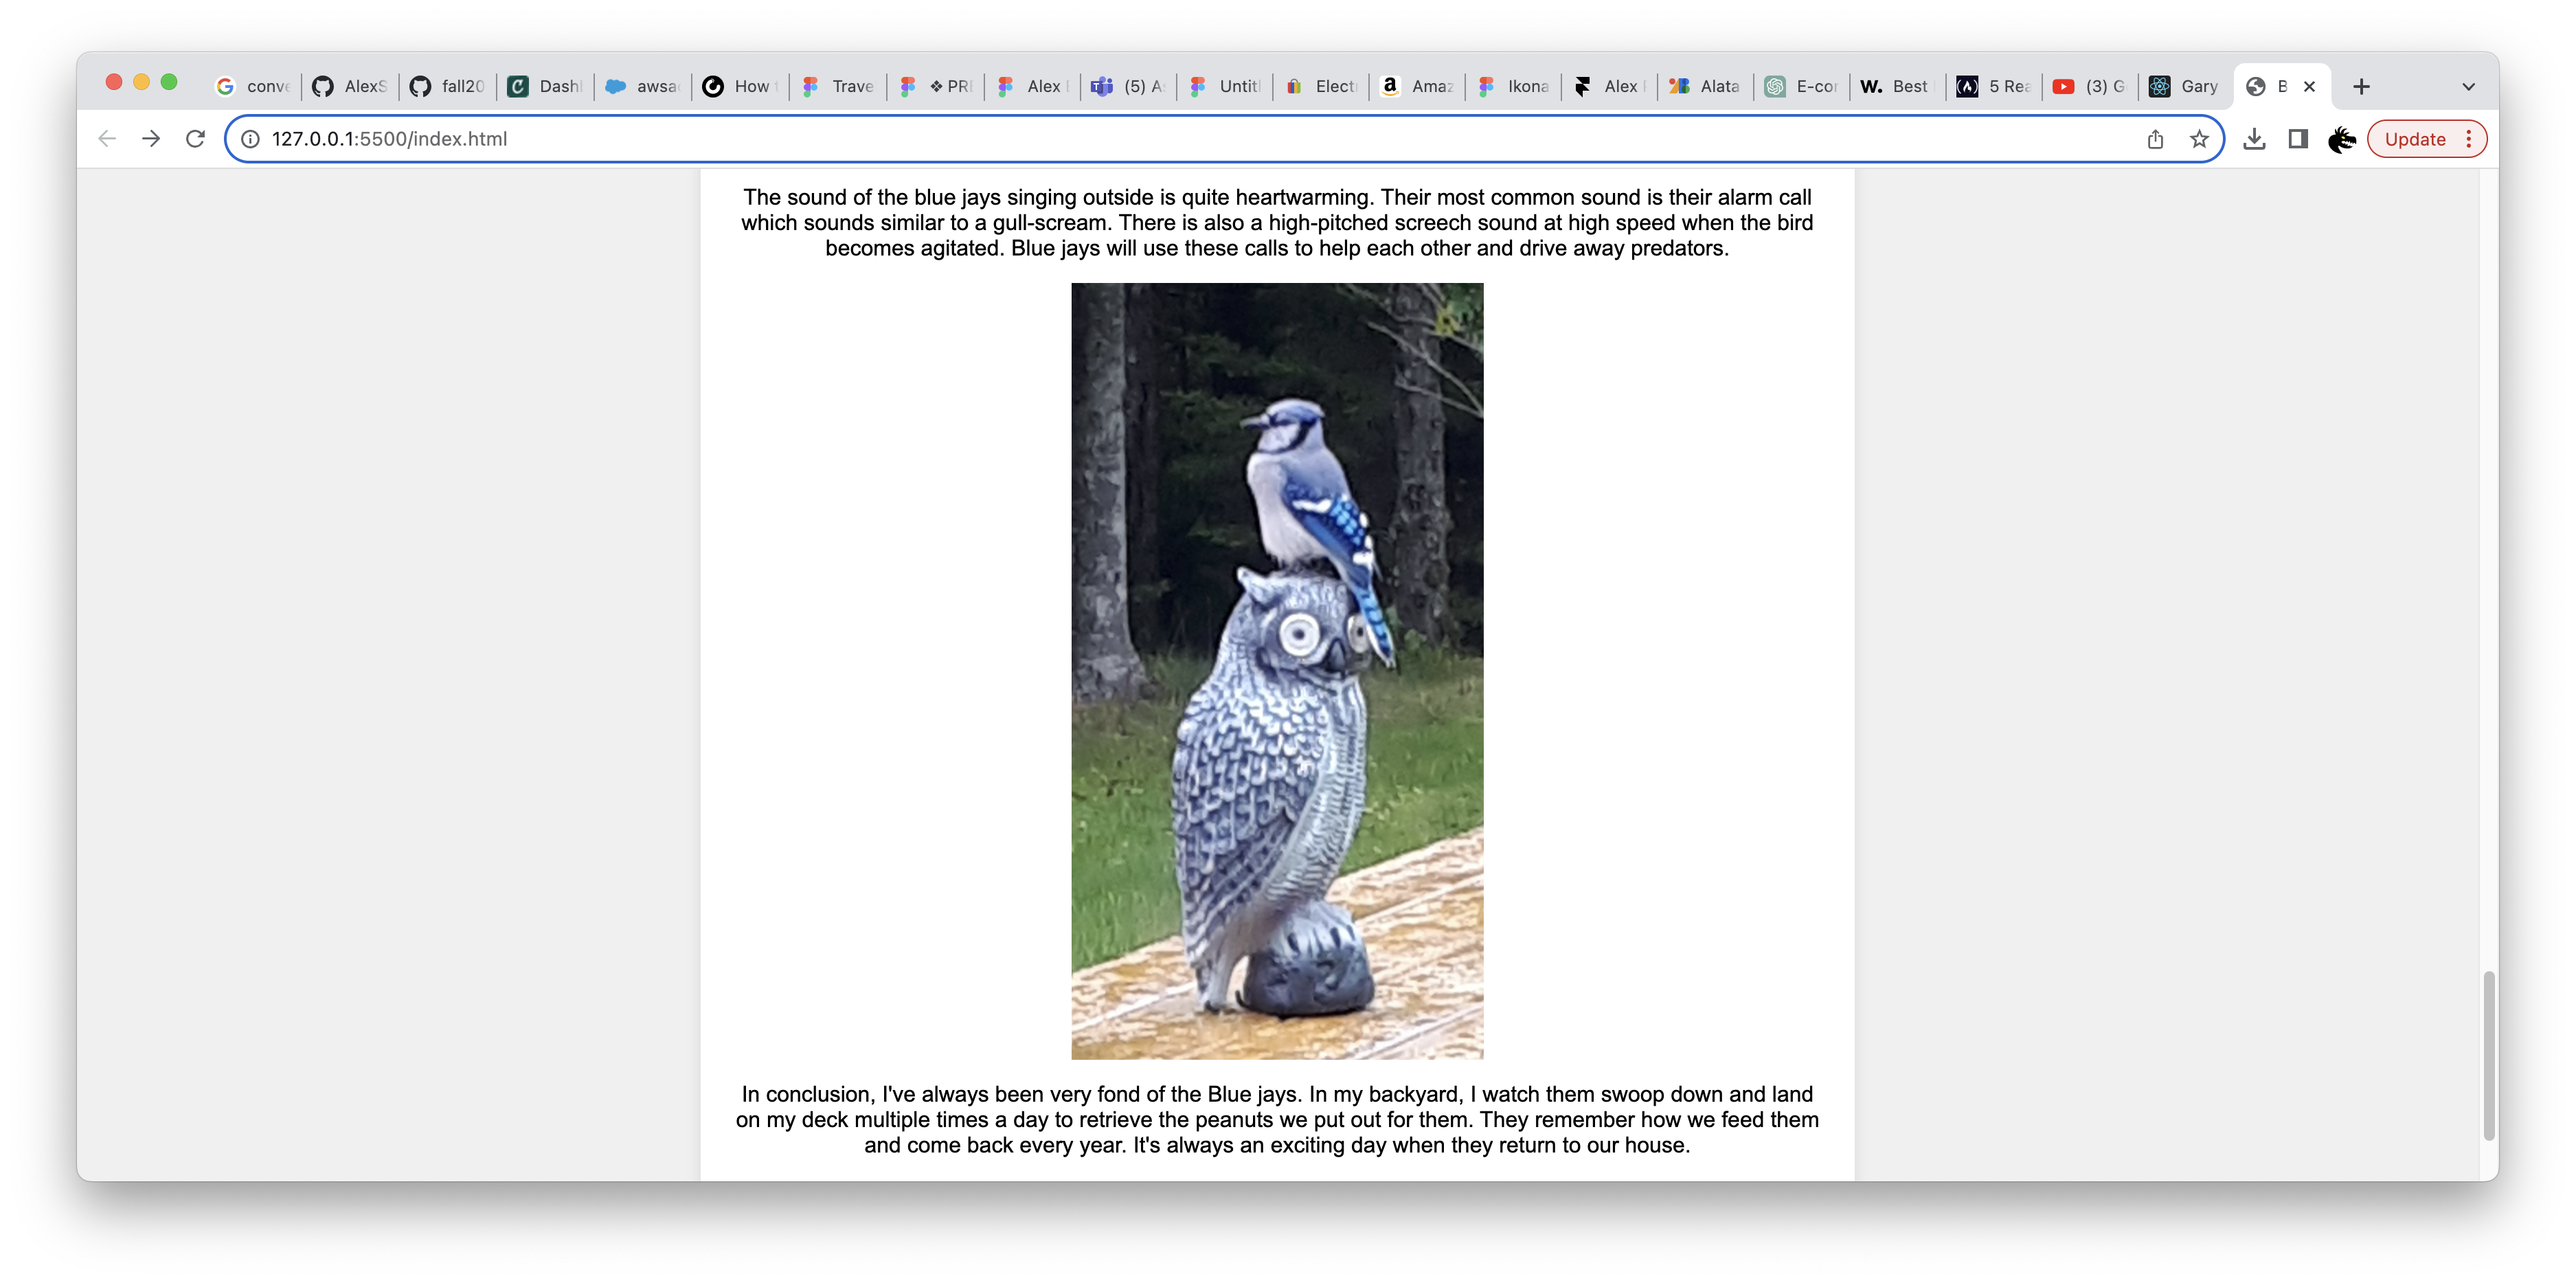 conve
AlexS
fall20
Dashl
awsa
How
Trave
PRI
Alex
(5) A
Untit
Elect
Amaz
Ikona
Alex
Alata
E-cor
W. Best
5 Rea
(3) G
Gary
B
127.0.0.1:5500/index.html
Update
The sound of the blue jays singing outside is quite heartwarming. Their most common sound is their alarm call
which sounds similar to a gull-scream. There is also a high-pitched screech sound at high speed when the bird
becomes agitated. Blue jays will use these calls to help each other and drive away predators.
In conclusion, I've always been very fond of the Blue jays. In my backyard, I watch them swoop down and land
on my deck multiple times a day to retrieve the peanuts we put out for them. They remember how we feed them
and come back every year. It's always an exciting day when they return to our house.